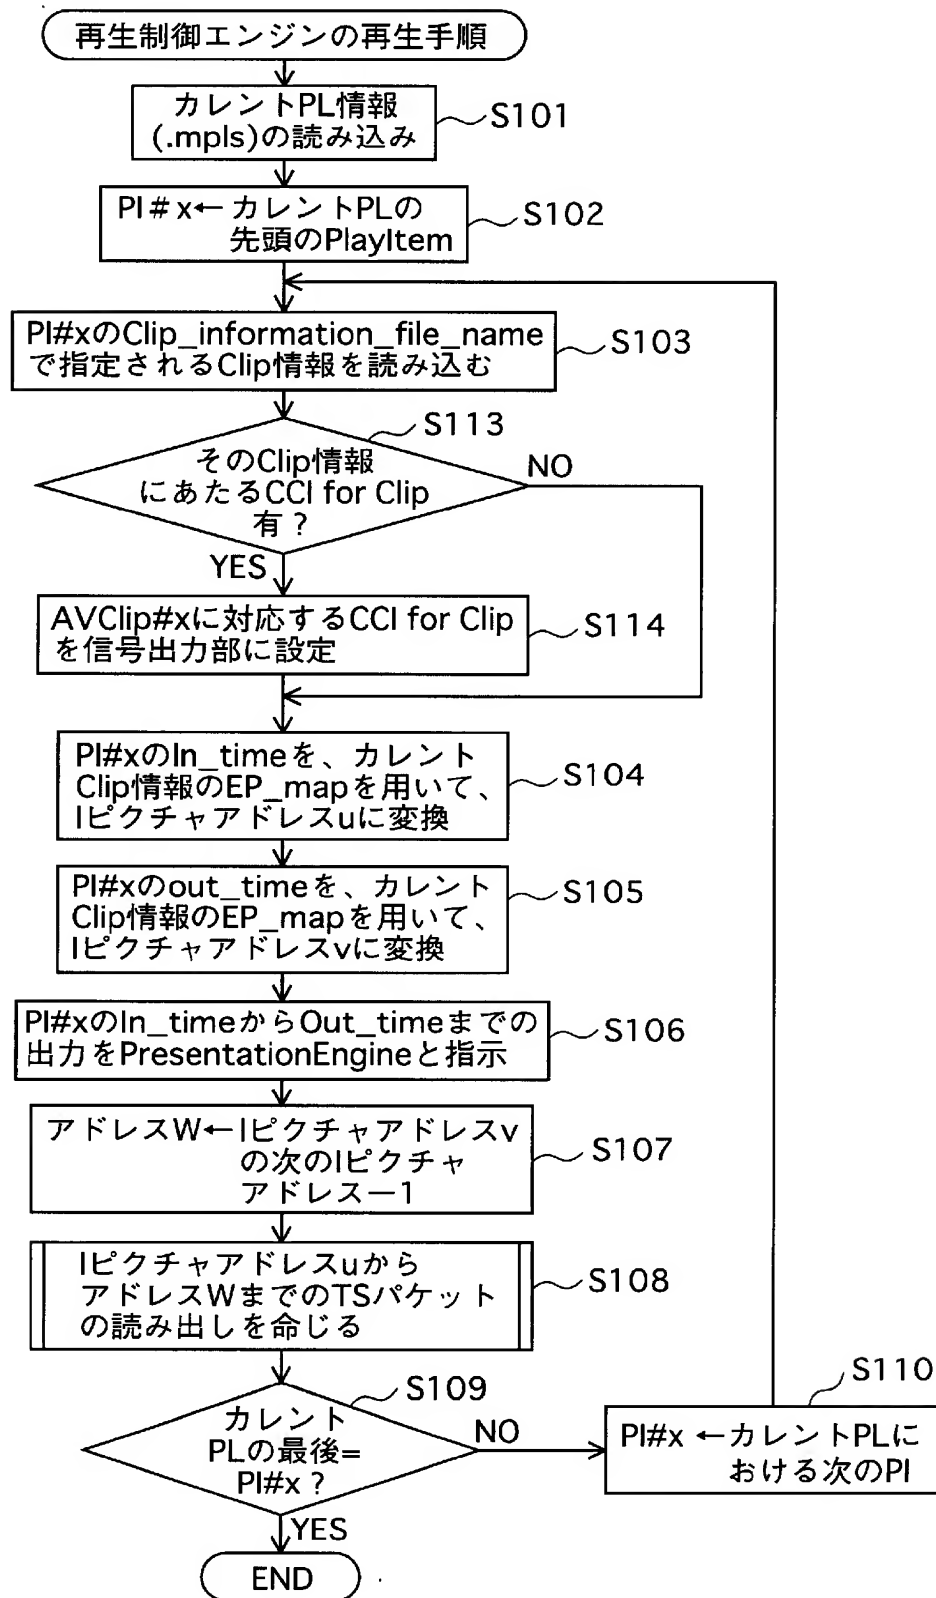 再生制御エンジンの再生手順
カレントPL情報
(.mpls)の読み込み
S101
PI#x←カレントPLの
先頭のPlayItem
S102
PI#xのClip_information_file_name
で指定されるClip情報を読み込む
S103
S113
そのClip情報
にあたるCCI for Clip
有?
NO
YES
AVClip#xに対応するCCI for Clip
を信号出力部に設定
S114
PI#xのIn_timeを、カレント
Clip情報のEP_mapを用いて、
Iピクチャアドレスuに変換
S104
PI#xのout_timeを、カレント
Clip情報のEP_mapを用いて、
Iピクチャアドレスvに変換
S105
PI#xのIn_timeからOut_timeまでの
出力をPresentationEngineと指示
S106
アドレスW←Iピクチャアドレスv
の次のIピクチャ
アドレス−1
S107
Iピクチャアドレスuから
アドレスWまでのTSパケット
の読み出しを命じる
S108
S109
カレント
PLの最後=
PI#x?
NO
YES
S110
PI#x←カレントPLに
おける次のPI
END